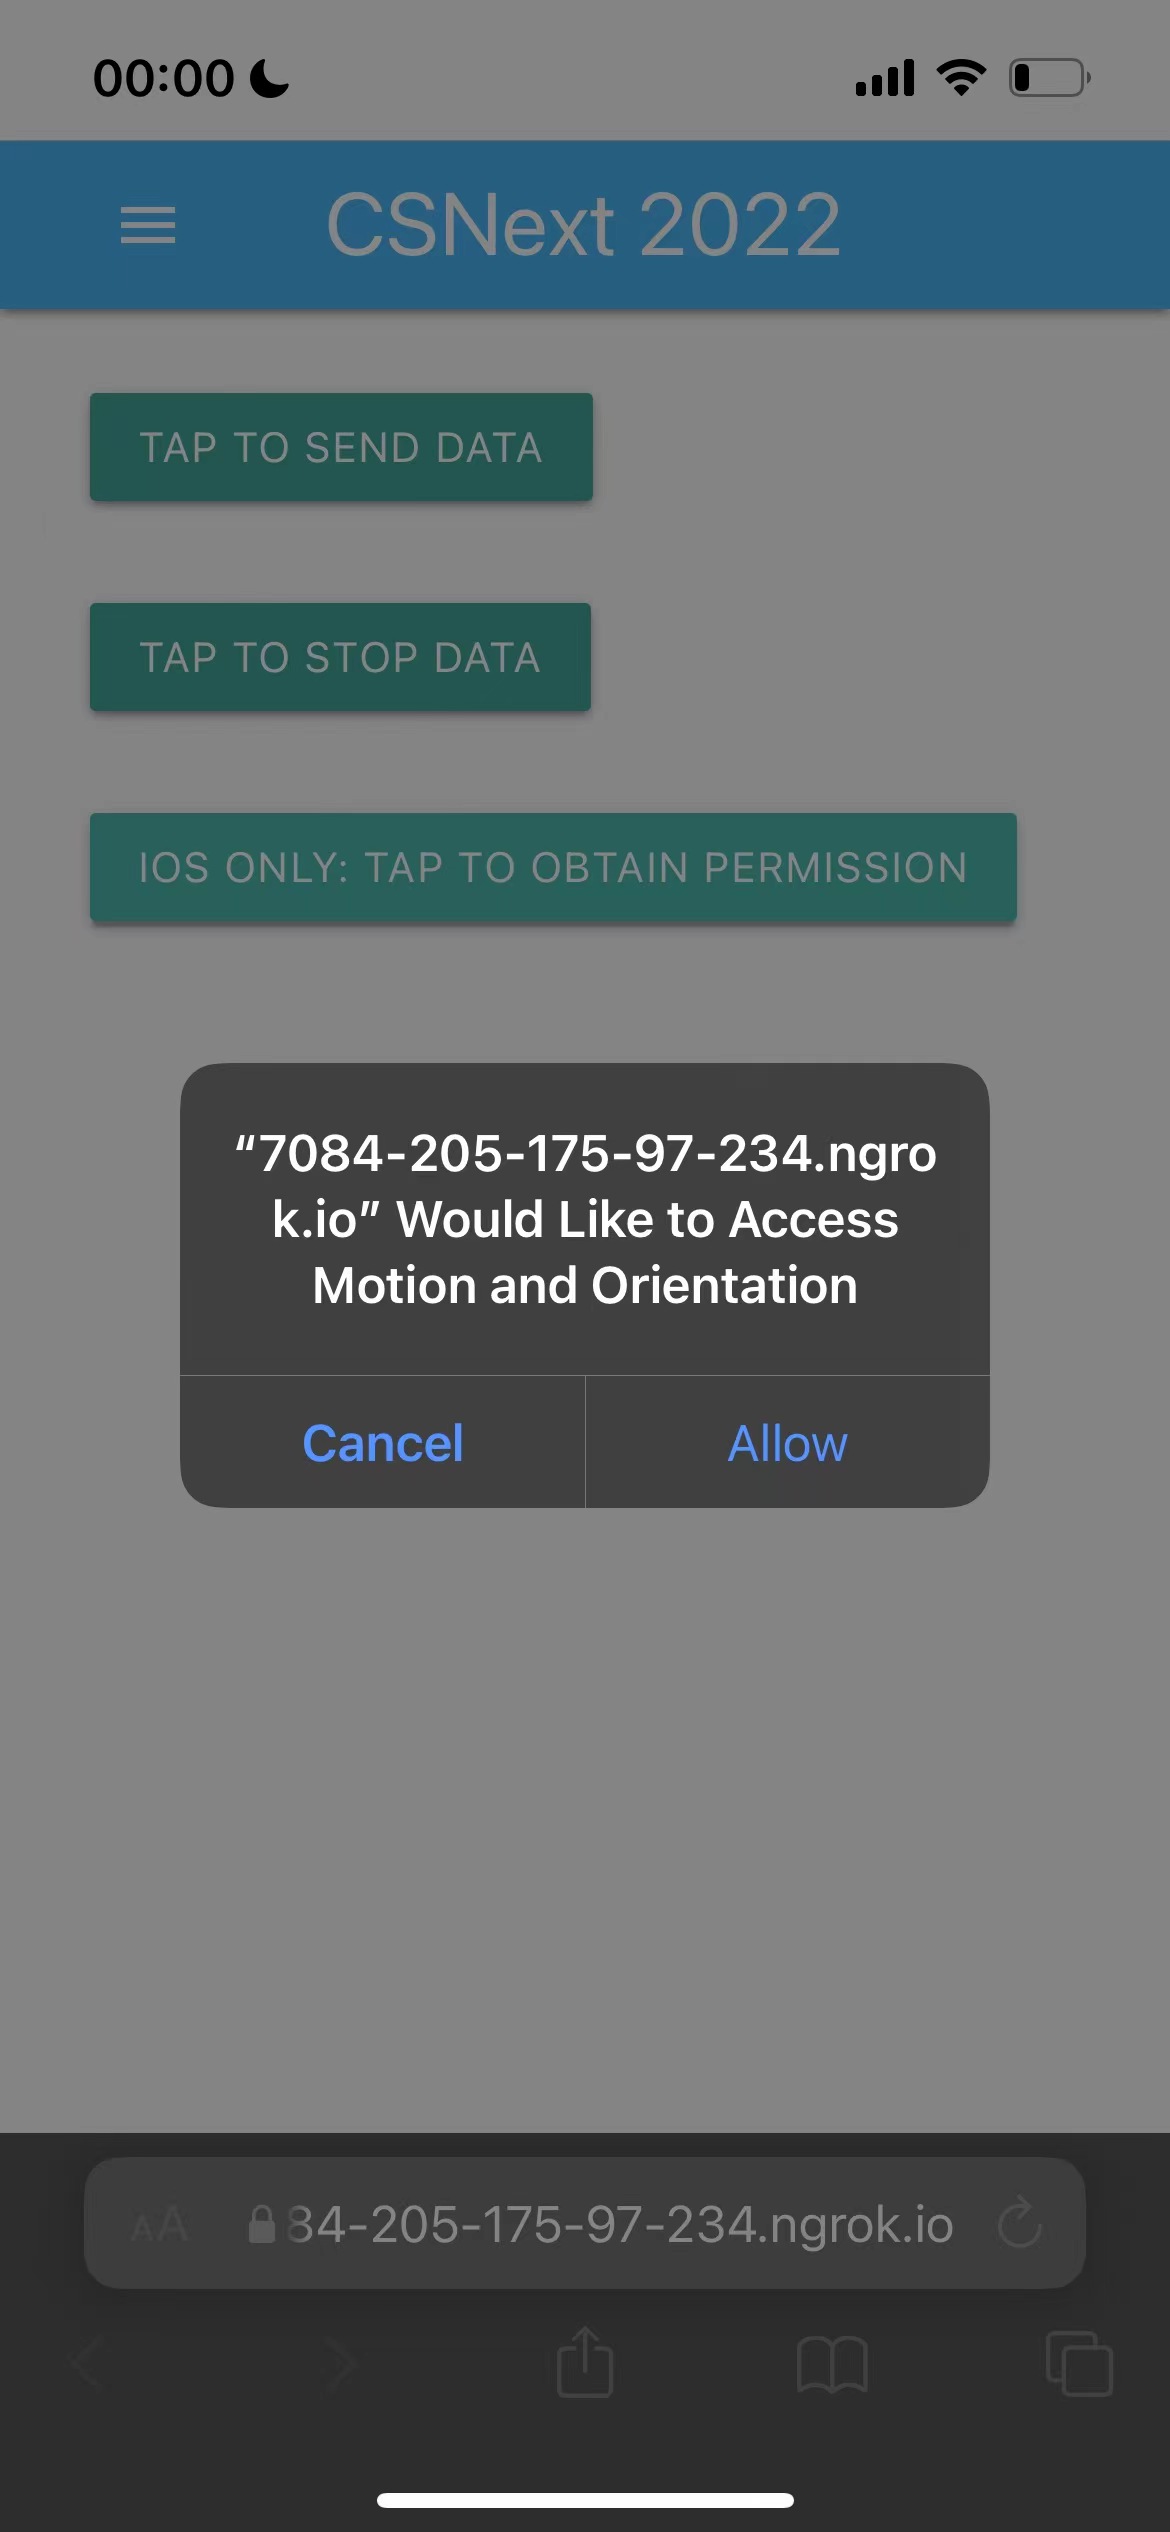 00:00
CSNext 2022
TAP TO SEND DATA
TAP TO STOP DATA
IOS ONLY: TAP TO OBTAIN PERMISSION
“7084-205-175-97-234.ngro
k.io” Would Like to Access
Motion and Orientation
Cancel Allow
AA 84-205-175-97-234.ngrok.io